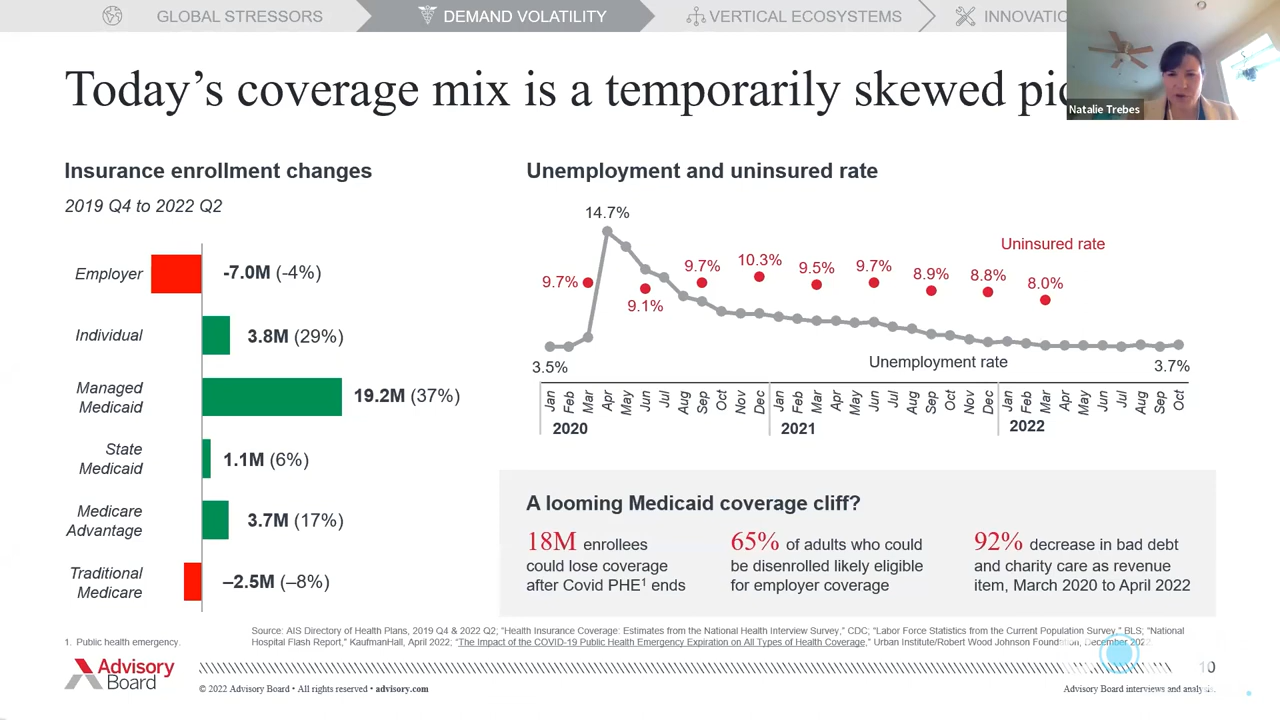 GLOBAL STRESSORS
DEMAND VOLATILITY
VERTICAL ECOSYSTEMS
Natalie Trebes
Today's coverage mix is a temporarily skewed
Insurance enrollment changes
2019 Q4 to 2022 Q2
Employer
-7.0M (-4%)
Individual
3.8M (29%)
Managed
Medicaid
19.2M (37%)
State
Medicaid
1.1M (6%)
Medicare
Advantage
3.7M (17%)
Traditional
Medicare
–2.5M (–8%)
Unemployment and uninsured rate
14.7%
Uninsured rate
9.7%
9.1%
9.7%
10.3%
9.5%
9.7%
8.9%
8.8%
8.0%
3.5%
Unemployment rate
3.7%
Jan Feb Mar Apr May Jun Jul Aug Sep Oct Nov Dec Jan Feb Mar Apr May Jun Jul Aug Sep Oct Nov Dec Jan Feb Mar Apr May Jun Jul Aug Sep Oct
2020 2021 2022
A looming Medicaid coverage cliff?
18M enrollees
could lose coverage
after Covid PHE1 ends
65% of adults who could
be disenrolled likely eligible
for employer coverage
92% decrease in bad debt
and charity care as revenue
item, March 2020 to April 2022
1. Public health emergency.
Source: AIS Directory of Health Plans, 2019 Q4 & 2022 Q2; "Health Insurance Coverage: Estimates from the National Health Interview Survey," CDC; "Labor Force Statistics from the Current Population Survey," BLS; "National
Hospital Flash Report," KaufmanHall, April 2022; "The Impact of the COVID-19 Public Health Emergency Expiration on All Types of Health Coverage," Urban Institute/Robert Wood Johnson Foundation, December 2022
Advisory
Board
10
© 2022 Advisory Board • All rights reserved • advisory.com
Advisory Board interviews and analysis.